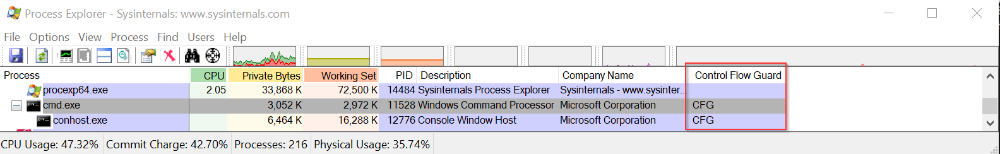 Process Explorer - Sysinternals: www.sysinternals.com
File Options View Process Find Users Help
Process CPU Private Bytes Working Set PID Description Company Name Control Flow Guard
procexp64.exe 2.05 33,868 K 72,500 K 14484 Sysinternals Process Explorer Sysinternals - www.sysinter...
cmd.exe 3,052 K 2,972 K 11528 Windows Command Processor Microsoft Corporation CFG
conhost.exe 6,464 K 16,288 K 12776 Console Window Host Microsoft Corporation CFG
CPU Usage: 47.32% Commit Charge: 42.70% Processes: 216 Physical Usage: 35.74%